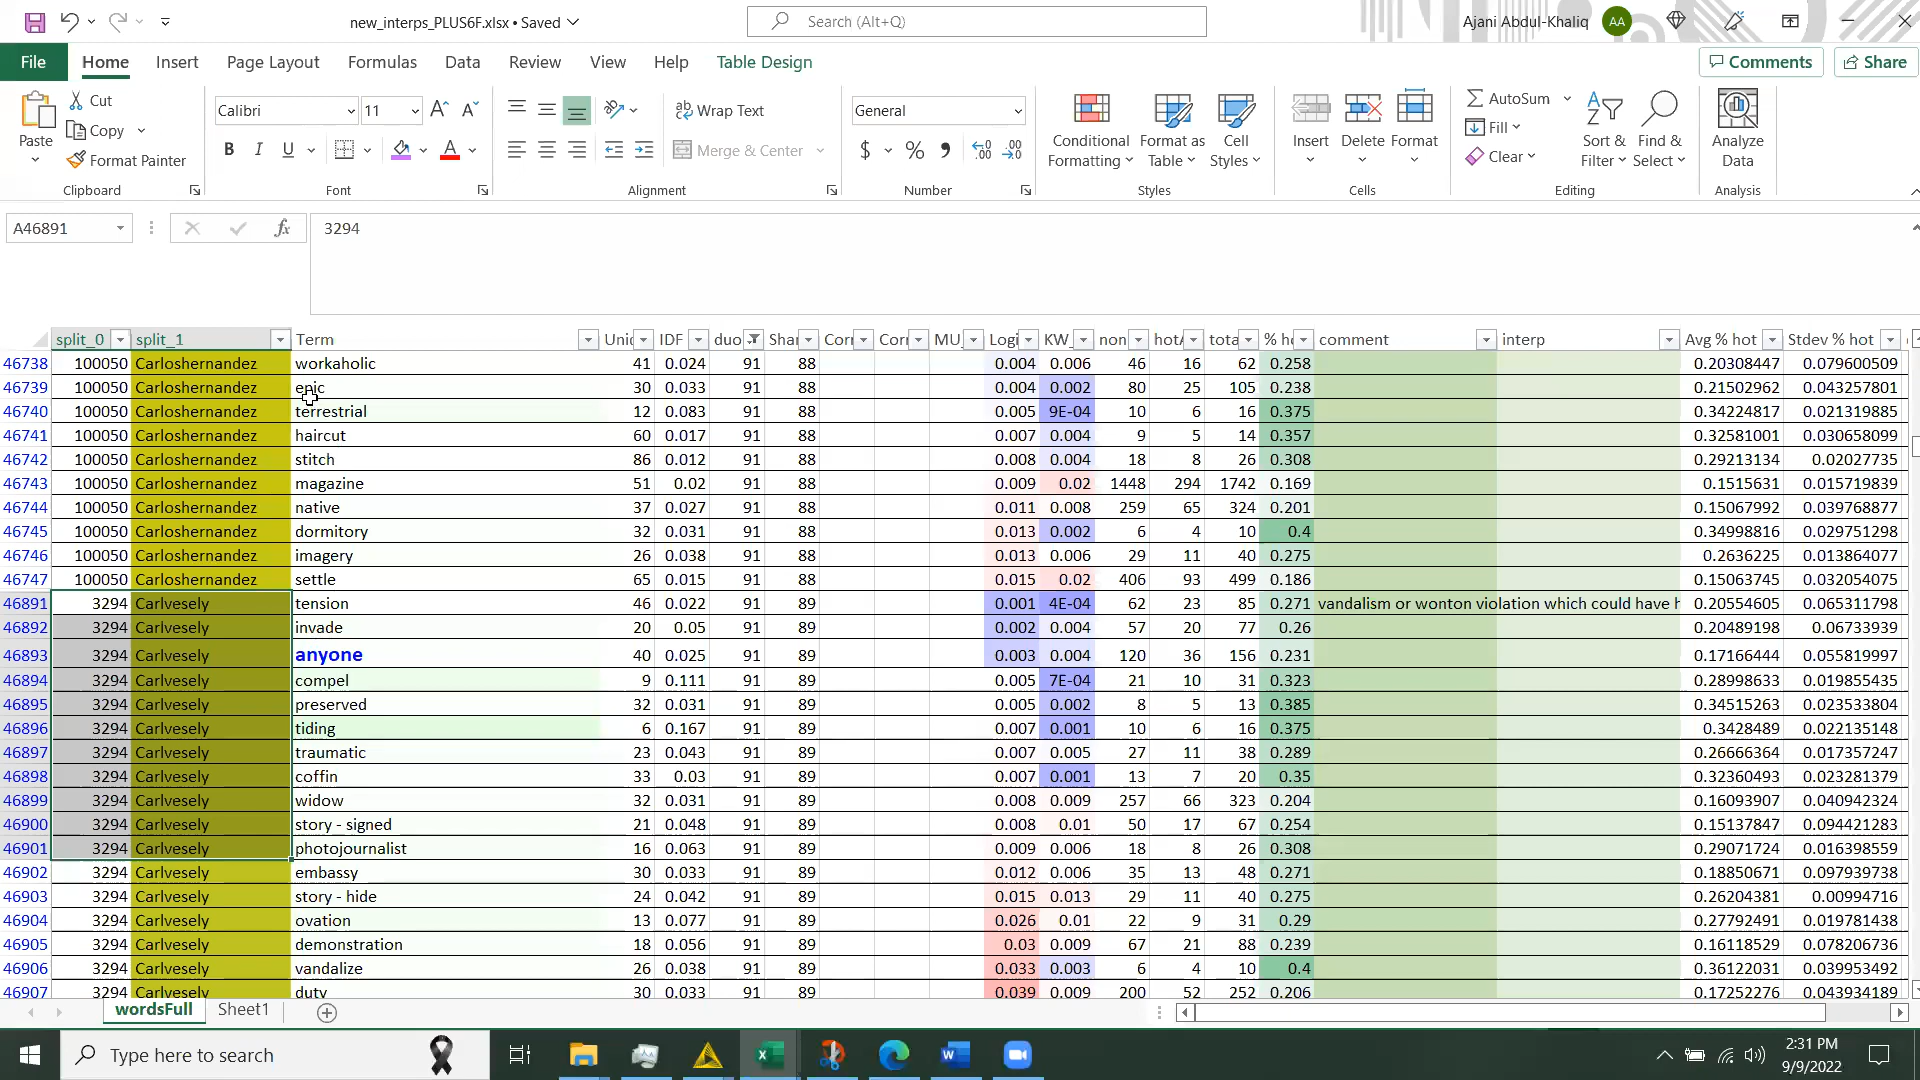 new_interps_PLUS6F.xlsx • Saved
Search (Alt+Q)
Ajani Abdul-Khaliq AA
File Home Insert Page Layout Formulas Data Review View Help Table Design Comments Share
Paste Cut Copy Format Painter Clipboard
Calibri 11 A A B I U A Font
ab Wrap Text Merge & Center Alignment
General $ % Number
Conditional Formatting Format as Table Cell Styles Styles
Insert Delete Format Cells
AutoSum Fill Clear Sort & Filter Find & Select Editing
Analyze Data Analysis
A46891 fx 3294
split_0 split_1 Term IDF duo comment interp Avg % hot Stdev % hot
46738 100050 Carloshernandez workaholic 41 0.024 91 88 0.004 0.006 46 16 62 0.258 0.20308447 0.079600509
46739 100050 Carloshernandez epic 30 0.033 91 88 0.004 0.002 80 25 105 0.238 0.21502962 0.043257801
46740 100050 Carloshernandez terrestrial 12 0.083 91 88 0.005 9E-04 10 6 16 0.375 0.34224817 0.021319885
46741 100050 Carloshernandez haircut 60 0.017 91 88 0.007 0.004 9 5 14 0.357 0.32581001 0.030658099
46742 100050 Carloshernandez stitch 86 0.012 91 88 0.008 0.004 18 8 26 0.308 0.29213134 0.02027735
46743 100050 Carloshernandez magazine 51 0.02 91 88 0.009 0.02 1448 294 1742 0.169 0.1515631 0.015719839
46744 100050 Carloshernandez native 37 0.027 91 88 0.011 0.008 259 65 324 0.201 0.15067992 0.039768877
46745 100050 Carloshernandez dormitory 32 0.031 91 88 0.013 0.002 6 4 10 0.4 0.34998816 0.029751298
46746 100050 Carloshernandez imagery 26 0.038 91 88 0.013 0.006 29 11 40 0.275 0.2636225 0.013864077
46747 100050 Carloshernandez settle 65 0.015 91 88 0.015 0.02 406 93 499 0.186 0.15063745 0.032054075
46891 3294 Carlvesely tension 46 0.022 91 89 0.001 4E-04 62 23 85 0.271 vandalism or wonton violation which could have h 0.20554605 0.065311798
46892 3294 Carlvesely invade 20 0.05 91 89 0.002 0.004 57 20 77 0.26 0.20489198 0.06733939
46893 3294 Carlvesely anyone 40 0.025 91 89 0.003 0.004 120 36 156 0.231 0.17166444 0.055819997
46894 3294 Carlvesely compel 9 0.111 91 89 0.005 7E-04 21 10 31 0.323 0.28998633 0.019855435
46895 3294 Carlvesely preserved 32 0.031 91 89 0.005 0.002 8 5 13 0.385 0.34515263 0.023533804
46896 3294 Carlvesely tiding 6 0.167 91 89 0.007 0.001 10 6 16 0.375 0.3428489 0.022135148
46897 3294 Carlvesely traumatic 23 0.043 91 89 0.007 0.005 27 11 38 0.289 0.26666364 0.017357247
46898 3294 Carlvesely coffin 33 0.03 91 89 0.007 0.001 13 7 20 0.35 0.32360493 0.023281379
46899 3294 Carlvesely widow 32 0.031 91 89 0.008 0.009 257 66 323 0.204 0.16093907 0.040942324
46900 3294 Carlvesely story - signed 21 0.048 91 89 0.008 0.01 50 17 67 0.254 0.15137847 0.094421283
46901 3294 Carlvesely photojournalist 16 0.063 91 89 0.009 0.006 18 8 26 0.308 0.29071724 0.016398559
46902 3294 Carlvesely embassy 30 0.033 91 89 0.012 0.006 35 13 48 0.271 0.18850671 0.097939738
46903 3294 Carlvesely story - hide 24 0.042 91 89 0.015 0.013 29 11 40 0.275 0.26204381 0.00994716
46904 3294 Carlvesely ovation 13 0.077 91 89 0.026 0.01 22 9 31 0.29 0.27792491 0.019781438
46905 3294 Carlvesely demonstration 18 0.056 91 89 0.03 0.009 67 21 88 0.239 0.16118529 0.078206736
46906 3294 Carlvesely vandalize 26 0.038 91 89 0.033 0.003 6 4 10 0.4 0.36122031 0.039953492
46907 3294 Carlvesely duty 30 0.033 91 89 0.039 0.009 200 52 252 0.206 0.17252276 0.043934189
wordsFull Sheet1
Type here to search
2:31 PM
9/9/2022